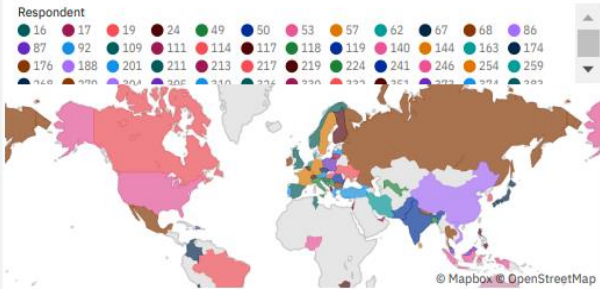 Respondent
16 17 19 24 49 50 53 57 62 67 68 86
87 92 109 111 114 117 118 119 140 144 163 174
176 188 201 211 213 217 219 224 241 246 254 259
© Mapbox © OpenStreetMap